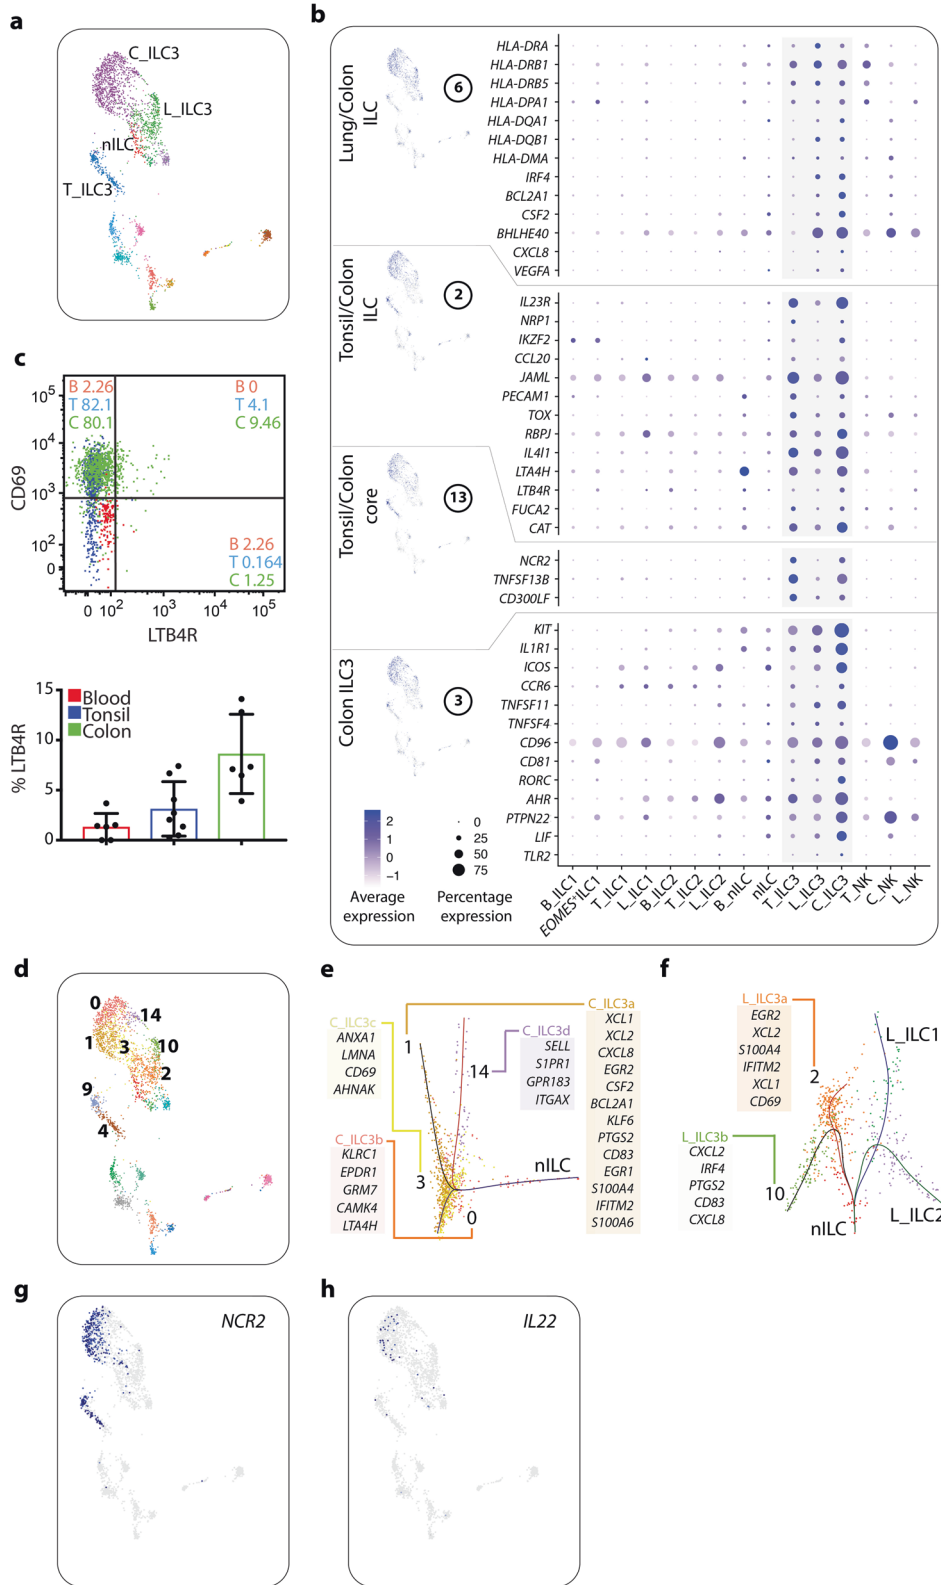 a
C_ILC3
L_ILC3
nILC
T_ILC3
b
Lung/Colon
ILC
6
HLA-DRA
HLA-DRB1
HLA-DRB5
HLA-DPA1
HLA-DQA1
HLA-DQB1
HLA-DMA
IRF4
BCL2A1
CSF2
BHLHE40
CXCL8
VEGFA
Tonsil/Colon
ILC
2
IL23R
NRP1
IKZF2
CCL20
JAML
PECAM1
TOX
RBPJ
IL4I1
LTA4H
LTB4R
FUCA2
CAT
Tonsil/Colon
core
13
NCR2
TNFSF13B
CD300LF
Colon ILC3
3
KIT
IL1R1
ICOS
CCR6
TNFSF11
TNFSF4
CD96
CD81
RORC
AHR
PTPN22
LIF
TLR2
2
1
0
−1
Average
expression
0
25
50
75
Percentage
expression
B_ILC1
EOMES+ILC1
T_ILC1
L_ILC1
B_ILC2
T_ILC2
L_ILC2
B_nILC
nILC
T_ILC3
L_ILC3
C_ILC3
T_NK
C_NK
L_NK
c
B 2.26
T 82.1
C 80.1
B 0
T 4.1
C 9.46
B 2.26
T 0.164
C 1.25
CD69
10⁵
10⁴
10³
10²
0
0 10² 10³ 10⁴ 10⁵
LTB4R
% LTB4R
15
10
5
0
Blood
Tonsil
Colon
d
0
14
1
3
10
2
9
4
e
C_ILC3c
ANXA1
LMNA
CD69
AHNAK
C_ILC3b
KLRC1
EPDR1
GRM7
CAMK4
LTA4H
1
14
3
0
nILC
C_ILC3d
SELL
S1PR1
GPR183
ITGAX
C_ILC3a
XCL1
XCL2
CXCL8
EGR2
CSF2
BCL2A1
KLF6
PTGS2
CD83
EGR1
S100A4
IFITM2
S100A6
f
L_ILC3a
EGR2
XCL2
S100A4
IFITM2
XCL1
CD69
L_ILC3b
CXCL2
IRF4
PTGS2
CD83
CXCL8
2
10
L_ILC1
L_ILC2
nILC
g
NCR2
h
IL22